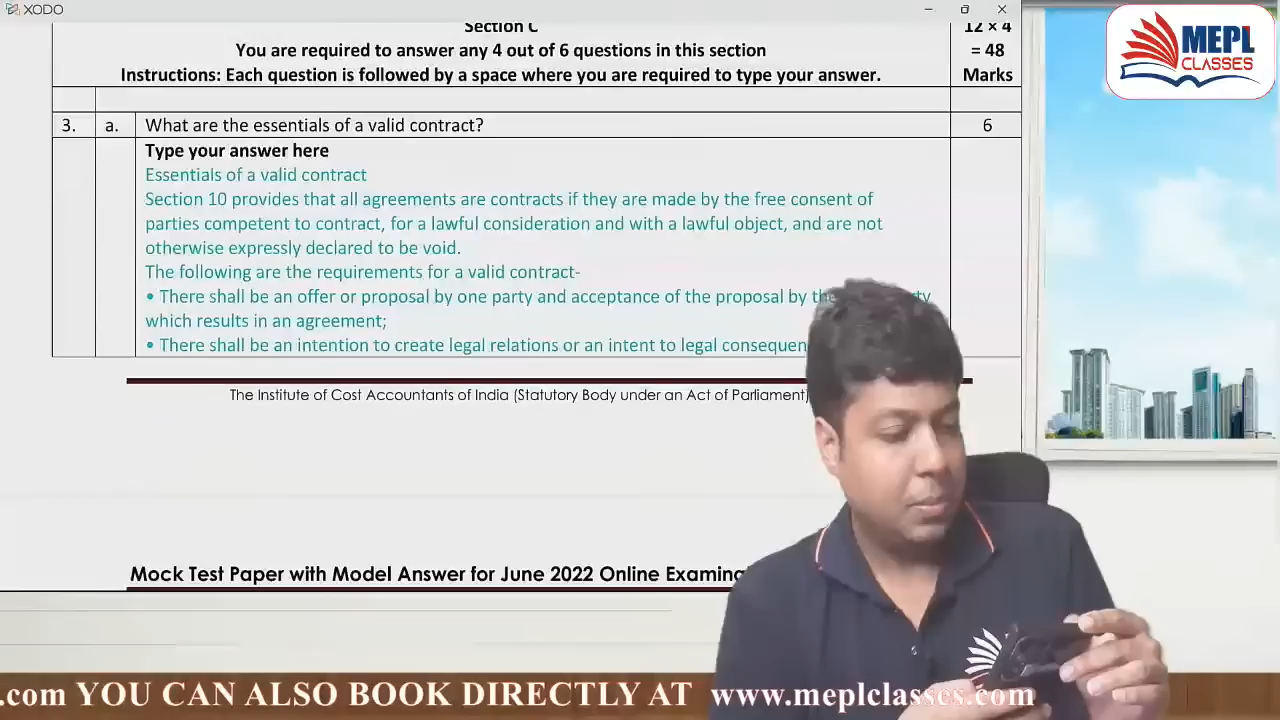 XODO
MEPL
CLASSES
Section C
12 × 4
You are required to answer any 4 out of 6 questions in this section
= 48
Instructions: Each question is followed by a space where you are required to type your answer.
Marks
3. a. What are the essentials of a valid contract? 6
Type your answer here
Essentials of a valid contract
Section 10 provides that all agreements are contracts if they are made by the free consent of
parties competent to contract, for a lawful consideration and with a lawful object, and are not
otherwise expressly declared to be void.
The following are the requirements for a valid contract-
• There shall be an offer or proposal by one party and acceptance of the proposal by the
which results in an agreement;
• There shall be an intention to create legal relations or an intent to legal
The Institute of Cost Accountants of India (Statutory Body under an Act of Parliament)
Mock Test Paper with Model Answer for June 2022 Online
.com YOU CAN ALSO BOOK DIRECTLY AT www.meplclasses.com